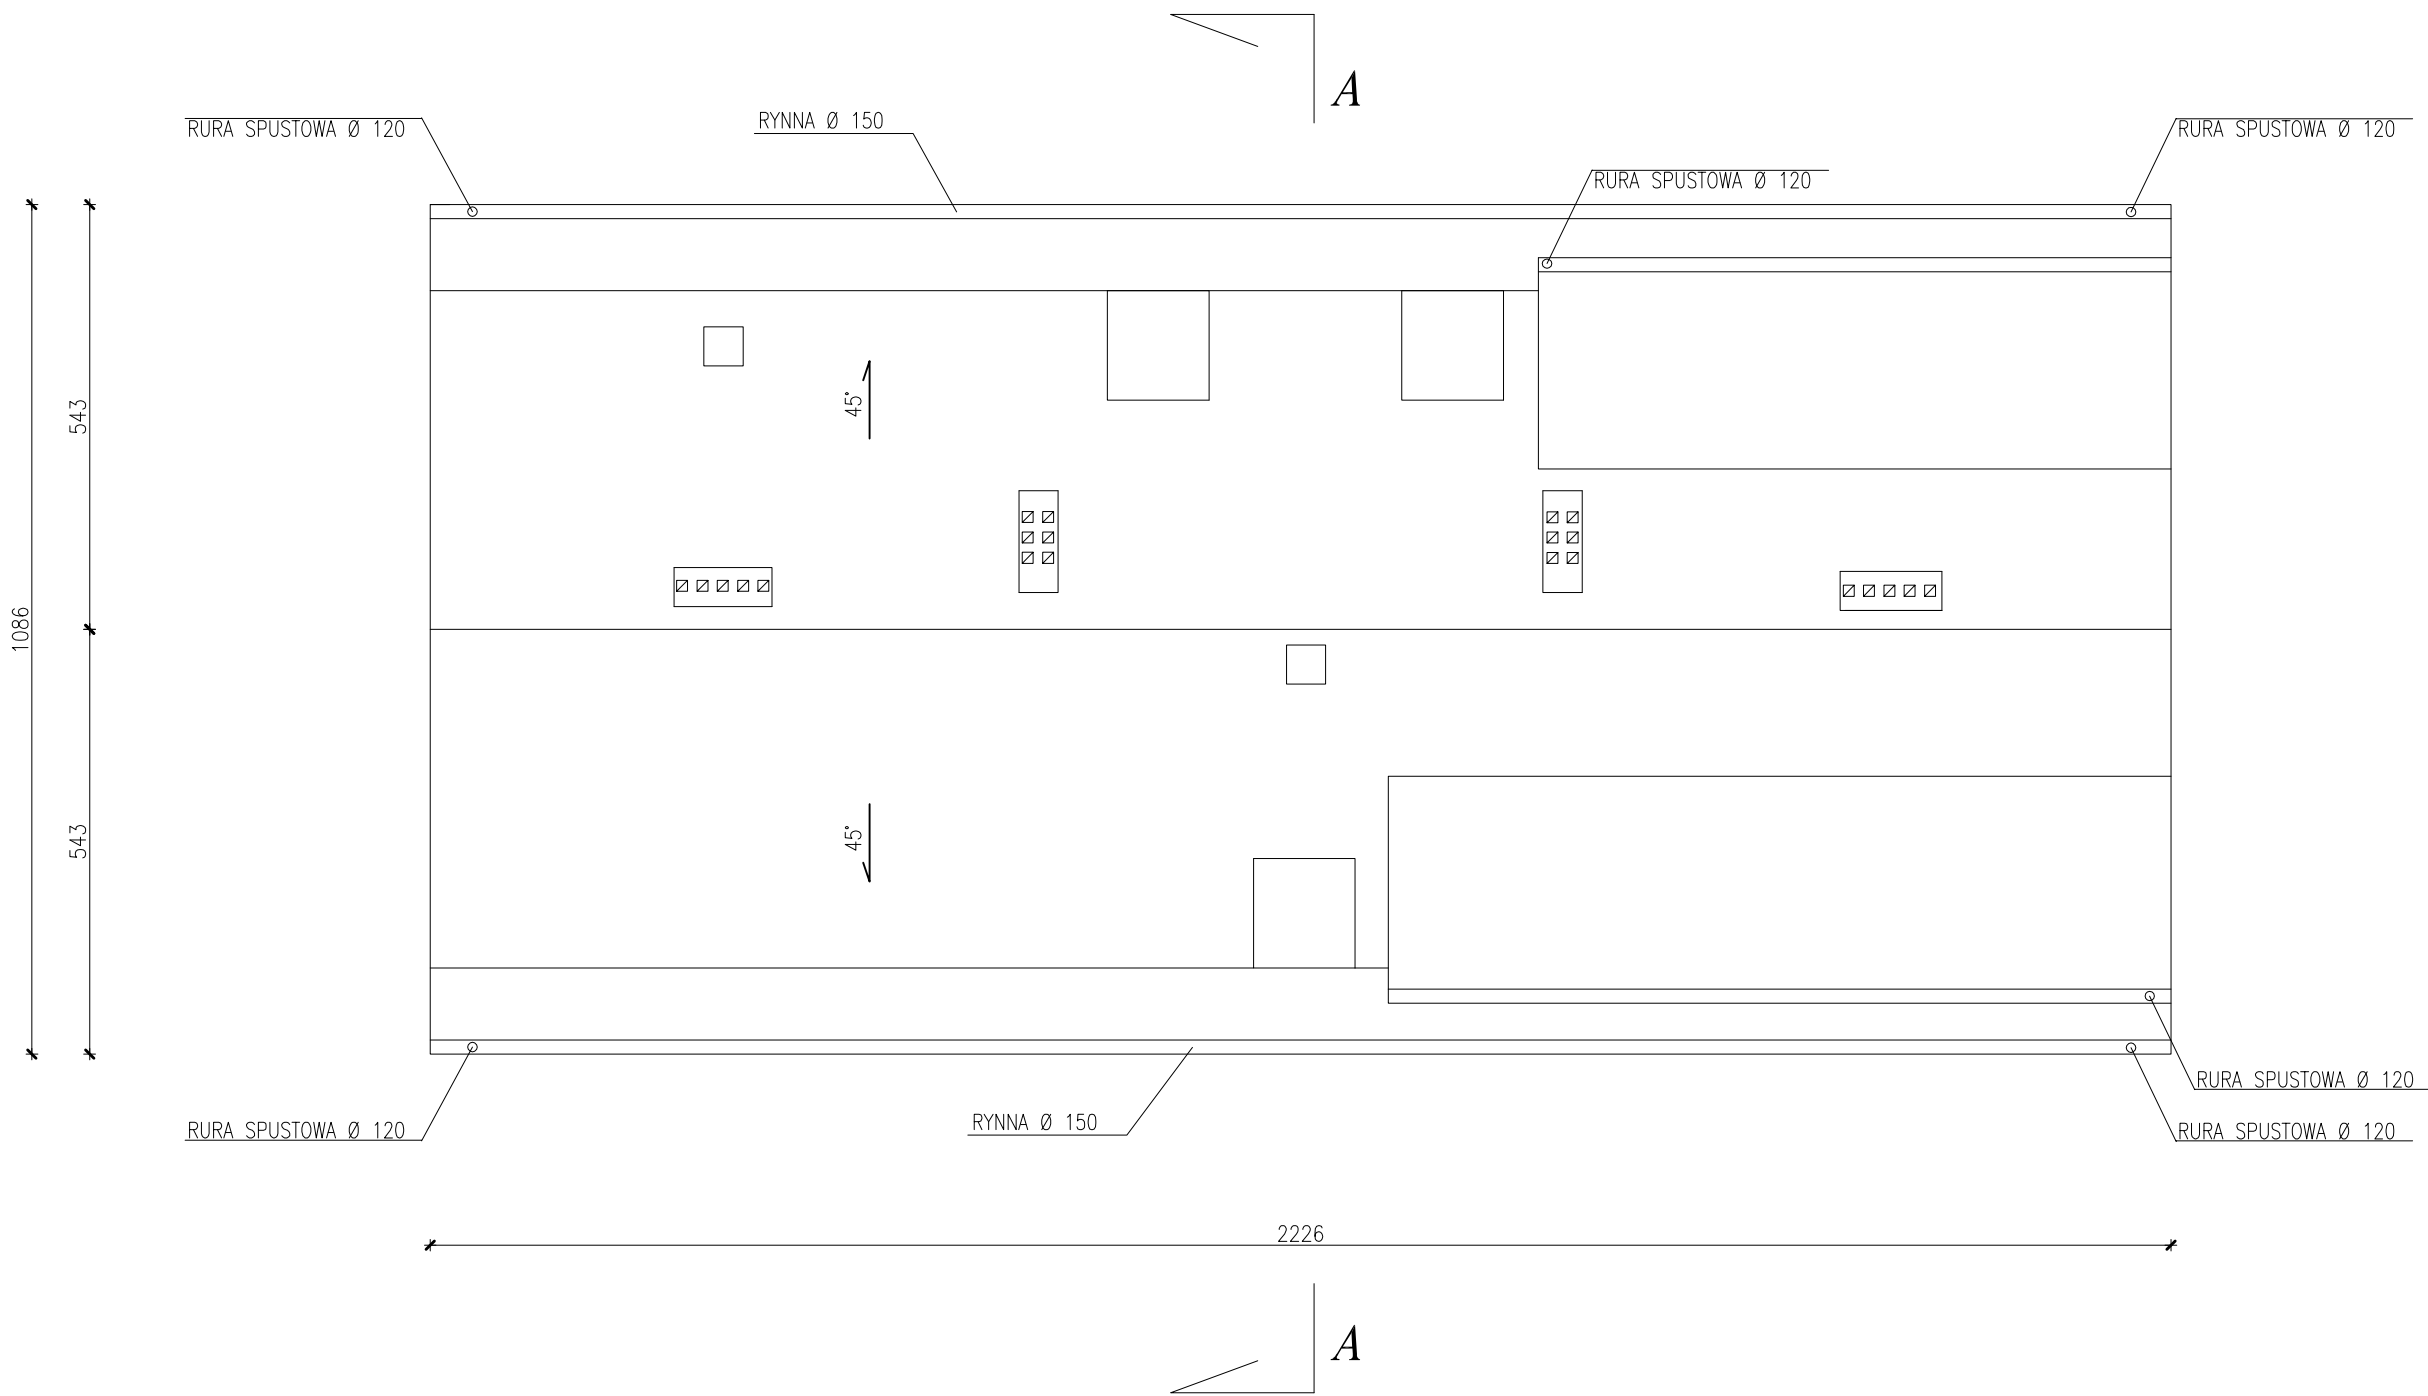 A
RURA SPUSTOWA Ø 120
RYNNA Ø 150
RURA SPUSTOWA Ø 120
RURA SPUSTOWA Ø 120
543
45°
1086
543
45°
RURA SPUSTOWA Ø 120
RYNNA Ø 150
RURA SPUSTOWA Ø 120
RURA SPUSTOWA Ø 120
2226
A